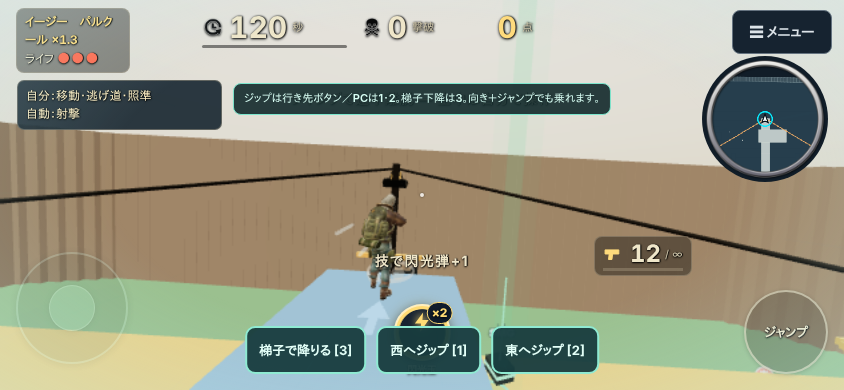 イージー　パルク
ール ×1.3
ライフ
120 秒
0 撃破
0 点
☰ メニュー
自分：移動・逃げ道・照準
自動：射撃
ジップは行き先ボタン／PCは1・2。梯子下降は3。向き＋ジャンプでも乗れます。
技で閃光弾+1
12 / ∞
×2
ジャンプ
梯子で降りる [3]
西へジップ [1]
東へジップ [2]